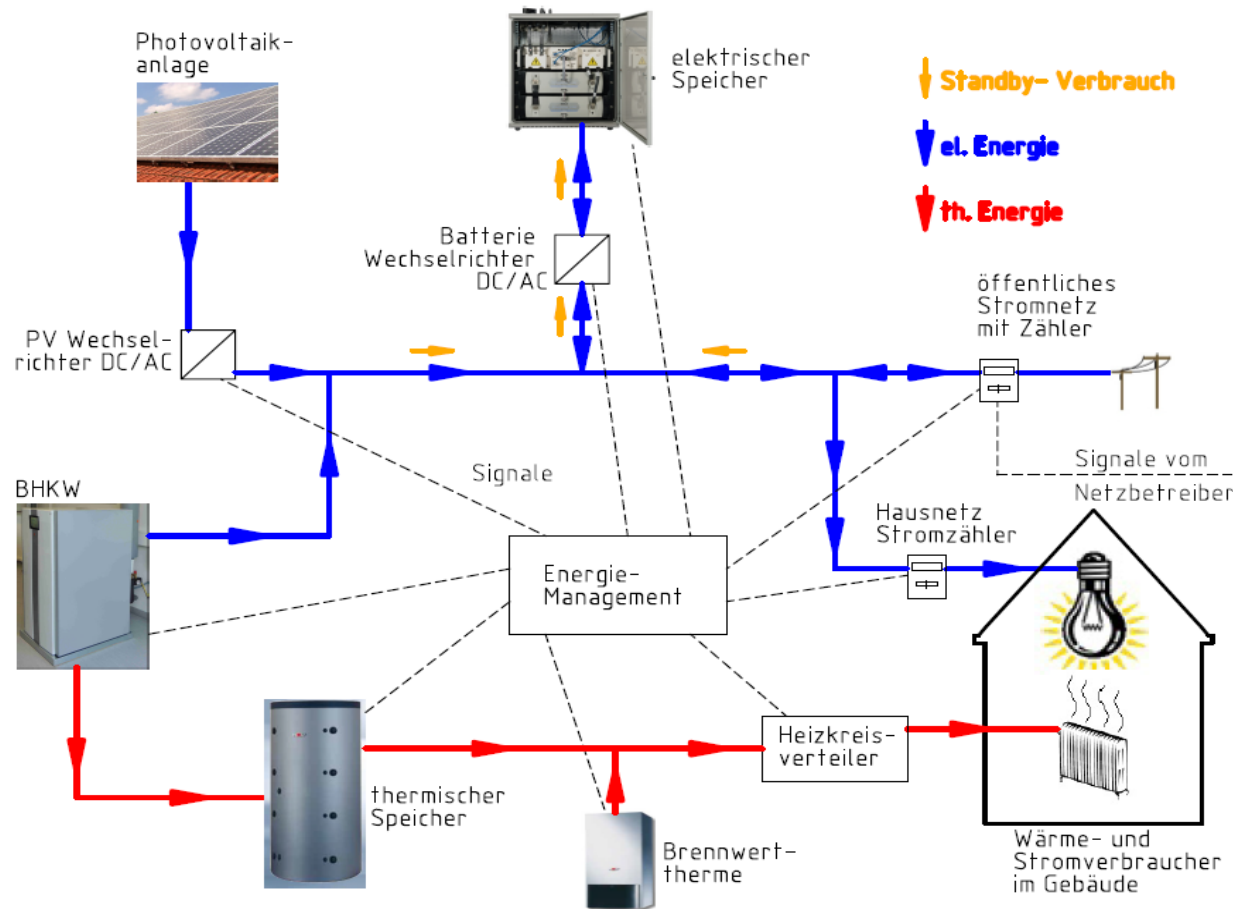 Photovoltaik-
anlage
elektrischer
Speicher
Standby- Verbrauch
el. Energie
th. Energie
Batterie
Wechselrichter
DC/AC
öffentliches
Stromnetz
mit Zähler
PV Wechsel-
richter DC/AC
Signale
Signale vom
Netzbetreiber
BHKW
Hausnetz
Stromzähler
Energie-
Management
Heizkreis-
verteiler
thermischer
Speicher
Brennwert-
therme
Wärme- und
Stromverbraucher
im Gebäude